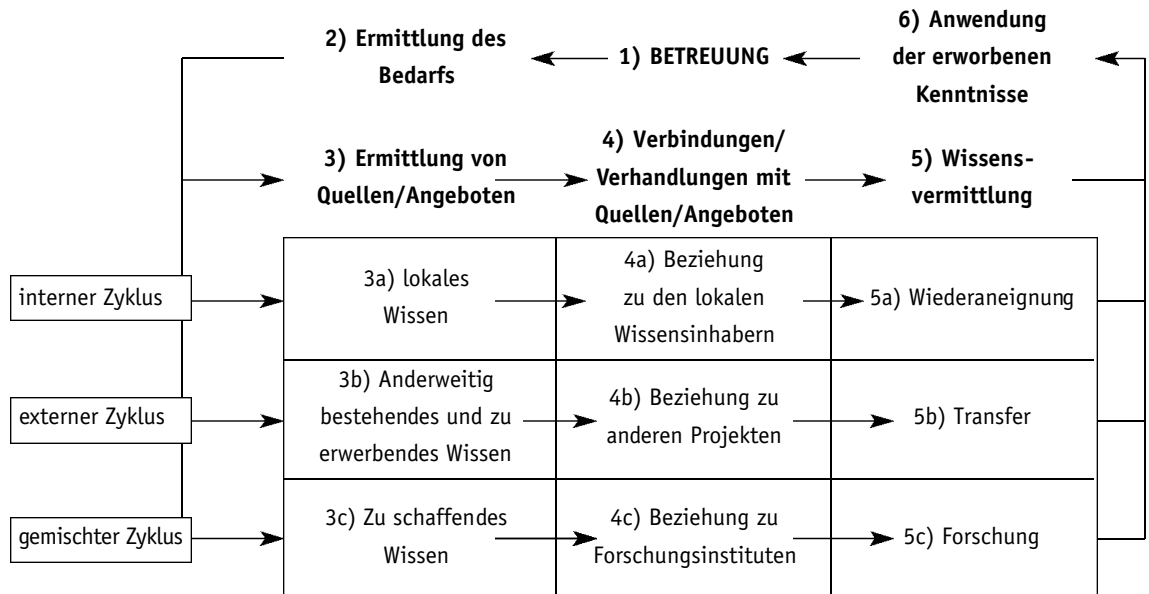 2) Ermittlung des
Bedarfs
1) BETREUUNG
6) Anwendung
der erworbenen
Kenntnisse
3) Ermittlung von
Quellen/Angeboten
4) Verbindungen/
Verhandlungen mit
Quellen/Angeboten
5) Wissens-
vermittlung
interner Zyklus
3a) lokales
Wissen
4a) Beziehung
zu den lokalen
Wissensinhabern
5a) Wiederaneignung
externer Zyklus
3b) Anderweitig
bestehendes und zu
erwerbendes Wissen
4b) Beziehung zu
anderen Projekten
5b) Transfer
gemischter Zyklus
3c) Zu schaffendes
Wissen
4c) Beziehung zu
Forschungsinstituten
5c) Forschung